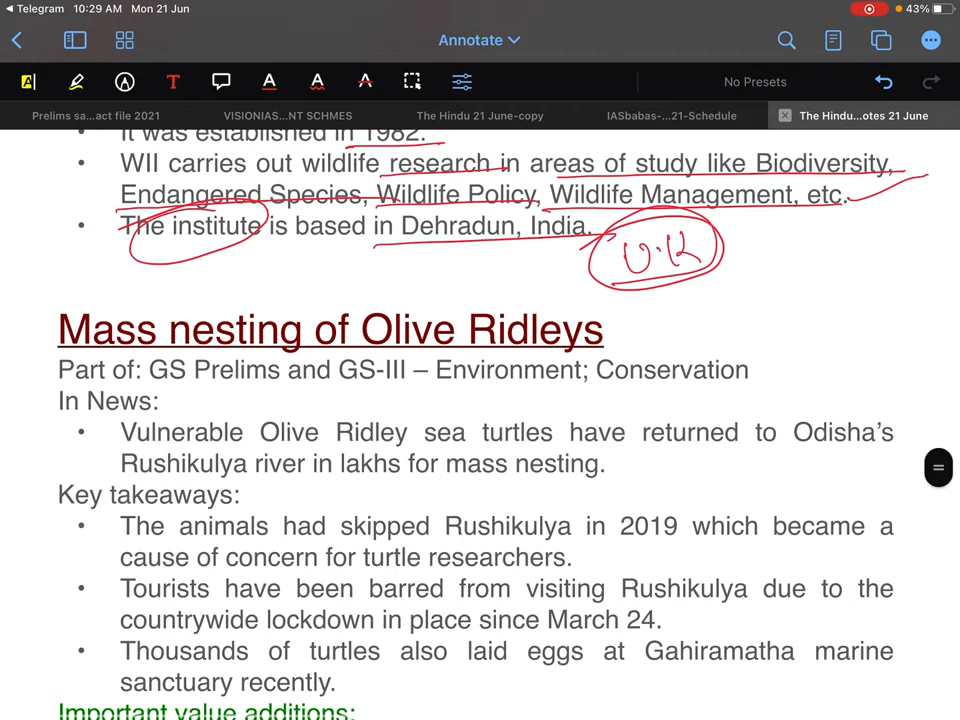 Telegram 10:29 AM Mon 21 Jun 43%
Annotate
No Presets
Prelims sa...act file 2021 VISIONIAS...NT SCHMES The Hindu 21 June-copy IASbabas-...21-Schedule The Hindu...otes 21 June
• It was established in 1982.
• WII carries out wildlife research in areas of study like Biodiversity,
Endangered Species, Wildlife Policy, Wildlife Management, etc.
• The institute is based in Dehradun, India.
U.K
Mass nesting of Olive Ridleys
Part of: GS Prelims and GS-III – Environment; Conservation
In News:
• Vulnerable Olive Ridley sea turtles have returned to Odisha's
Rushikulya river in lakhs for mass nesting.
Key takeaways:
• The animals had skipped Rushikulya in 2019 which became a
cause of concern for turtle researchers.
• Tourists have been barred from visiting Rushikulya due to the
countrywide lockdown in place since March 24.
• Thousands of turtles also laid eggs at Gahiramatha marine
sanctuary recently.
Important value additions: